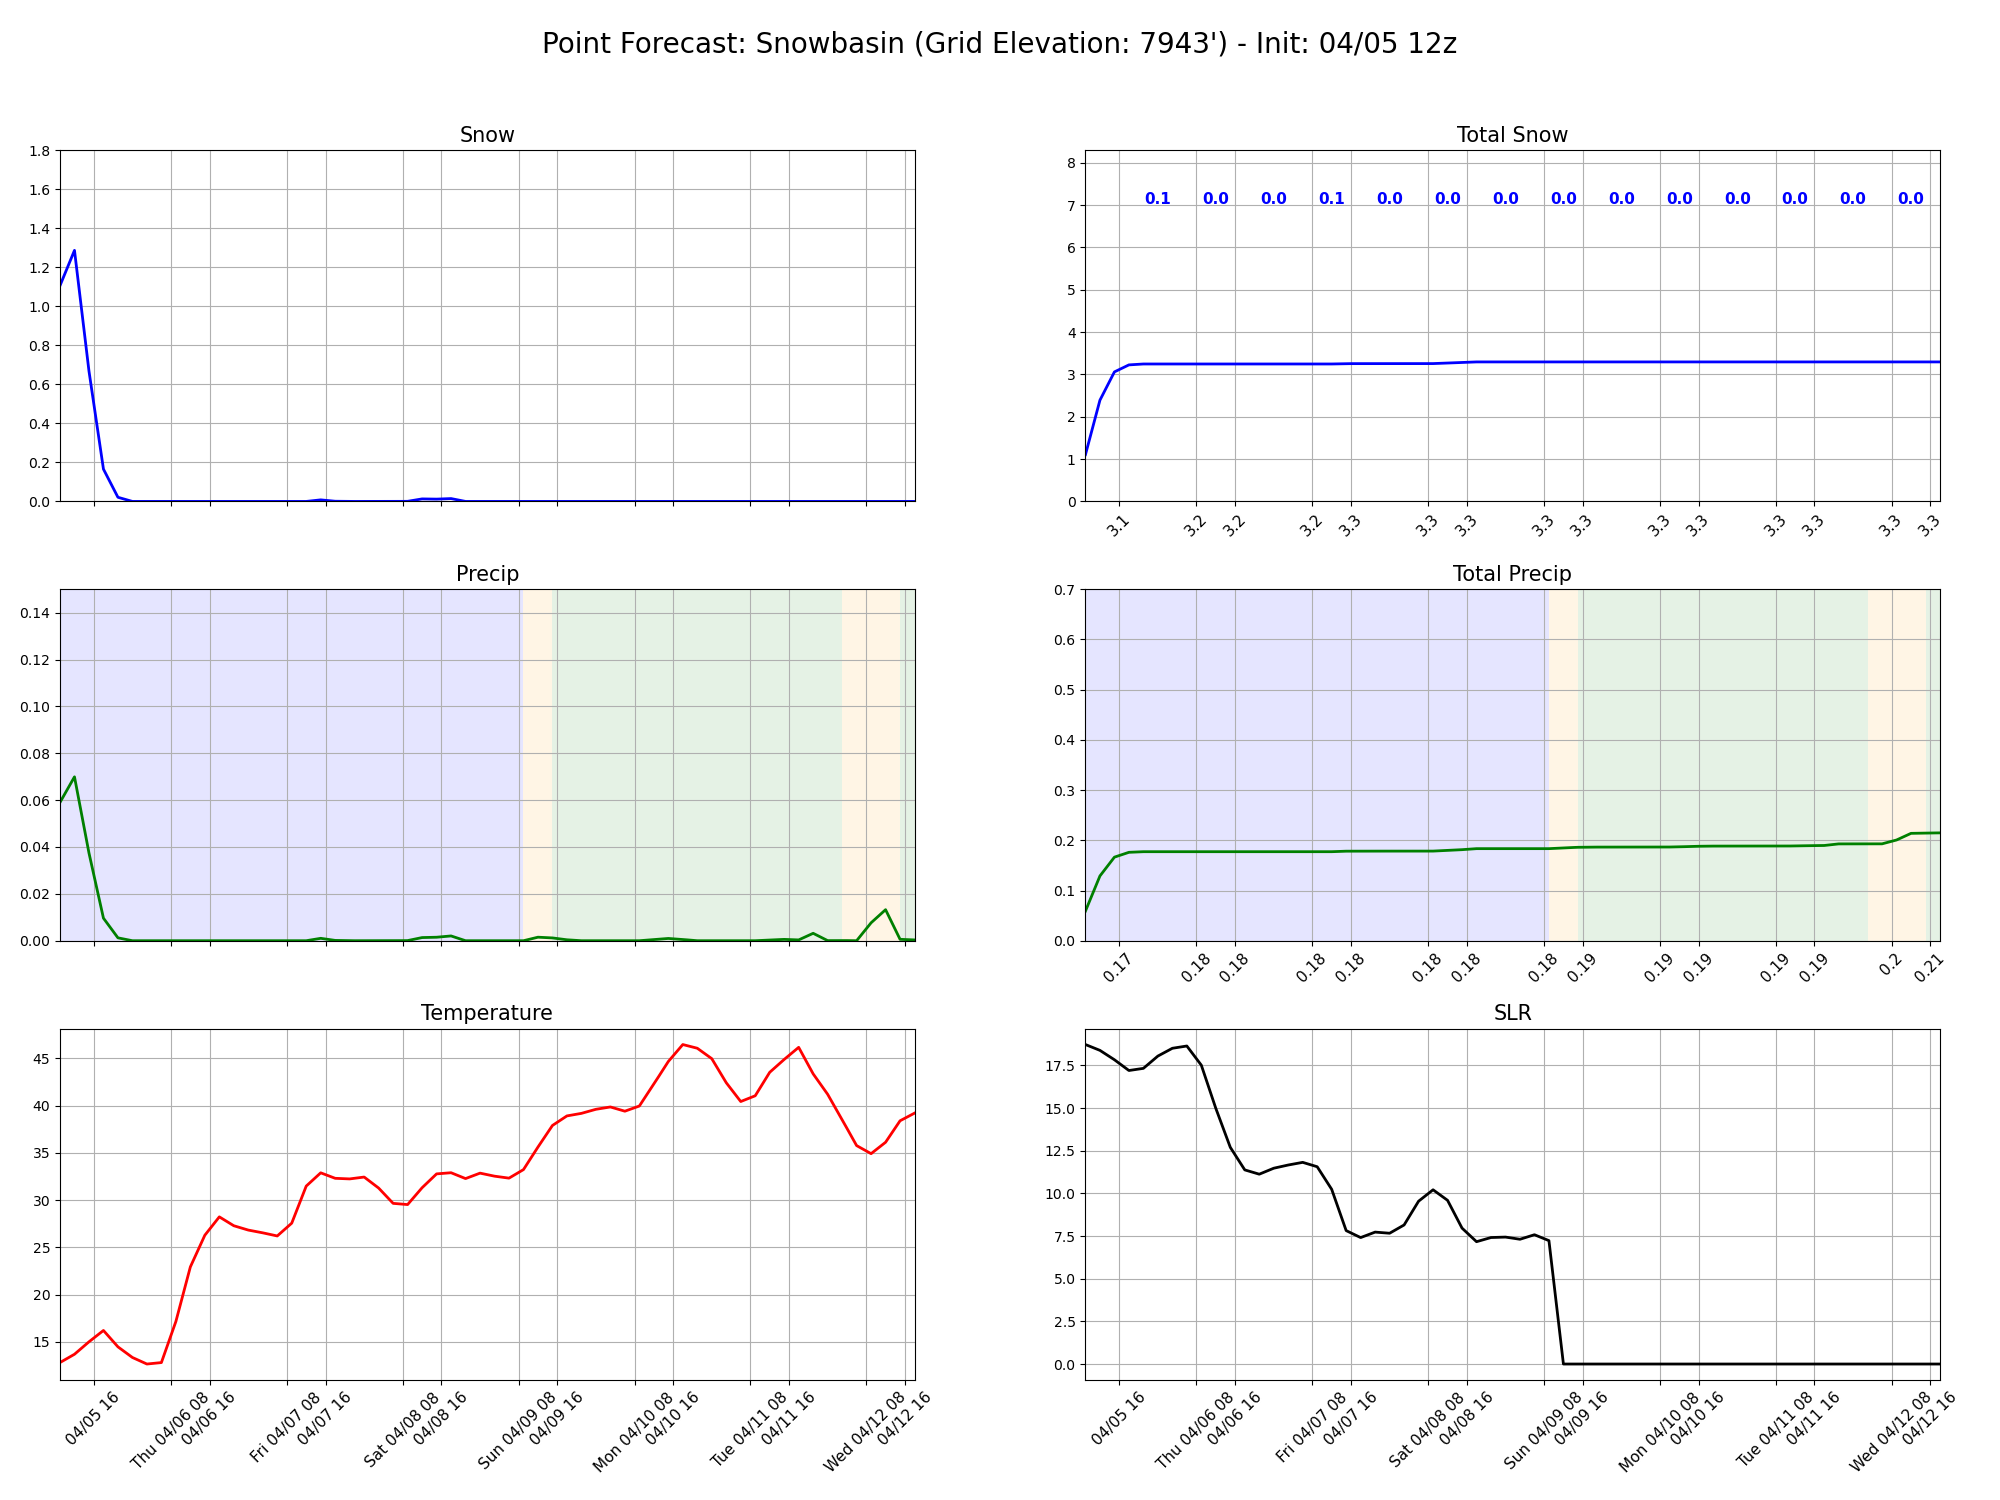 Point Forecast: Snowbasin (Grid Elevation: 7943') - Init: 04/05 12z
Snow
1.8
1.6
1.4
1.2
1.0
0.8
0.6
0.4
0.2
0.0
Total Snow
8
7
6
5
4
3
2
1
0
0.1 0.0 0.0 0.1 0.0 0.0 0.0 0.0 0.0 0.0 0.0 0.0 0.0 0.0
3.1 3.2 3.2 3.2 3.3 3.3 3.3 3.3 3.3 3.3 3.3 3.3 3.3 3.3 3.3
Precip
0.14
0.12
0.10
0.08
0.06
0.04
0.02
0.00
Total Precip
0.7
0.6
0.5
0.4
0.3
0.2
0.1
0.0
0.17 0.18 0.18 0.18 0.18 0.18 0.18 0.18 0.19 0.19 0.19 0.19 0.19 0.2 0.21
Temperature
45
40
35
30
25
20
15
04/05 16
Thu 04/06 08
04/06 16
Fri 04/07 08
04/07 16
Sat 04/08 08
04/08 16
Sun 04/09 08
04/09 16
Mon 04/10 08
04/10 16
Tue 04/11 08
04/11 16
Wed 04/12 08
04/12 16
SLR
17.5
15.0
12.5
10.0
7.5
5.0
2.5
0.0
04/05 16
Thu 04/06 08
04/06 16
Fri 04/07 08
04/07 16
Sat 04/08 08
04/08 16
Sun 04/09 08
04/09 16
Mon 04/10 08
04/10 16
Tue 04/11 08
04/11 16
Wed 04/12 08
04/12 16